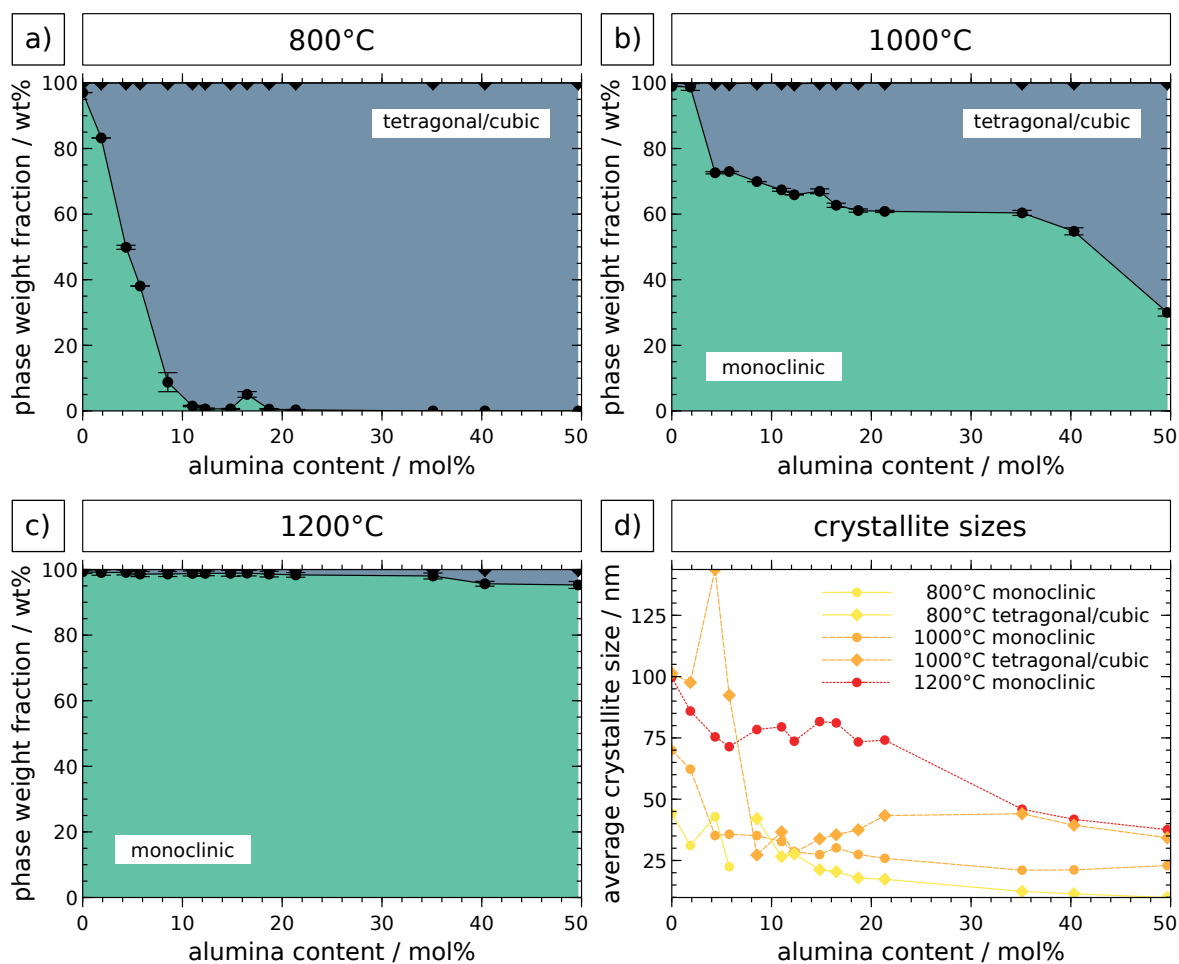 a)
800°C
phase weight fraction / wt%
100
80
60
40
20
0
tetragonal/cubic
0 10 20 30 40 50
alumina content / mol%
b)
1000°C
phase weight fraction / wt%
100
80
60
40
20
0
tetragonal/cubic
monoclinic
0 10 20 30 40 50
alumina content / mol%
c)
1200°C
phase weight fraction / wt%
100
80
60
40
20
0
monoclinic
0 10 20 30 40 50
alumina content / mol%
d)
crystallite sizes
average crystallite size / nm
125
100
75
50
25
800°C monoclinic
800°C tetragonal/cubic
1000°C monoclinic
1000°C tetragonal/cubic
1200°C monoclinic
0 10 20 30 40 50
alumina content / mol%